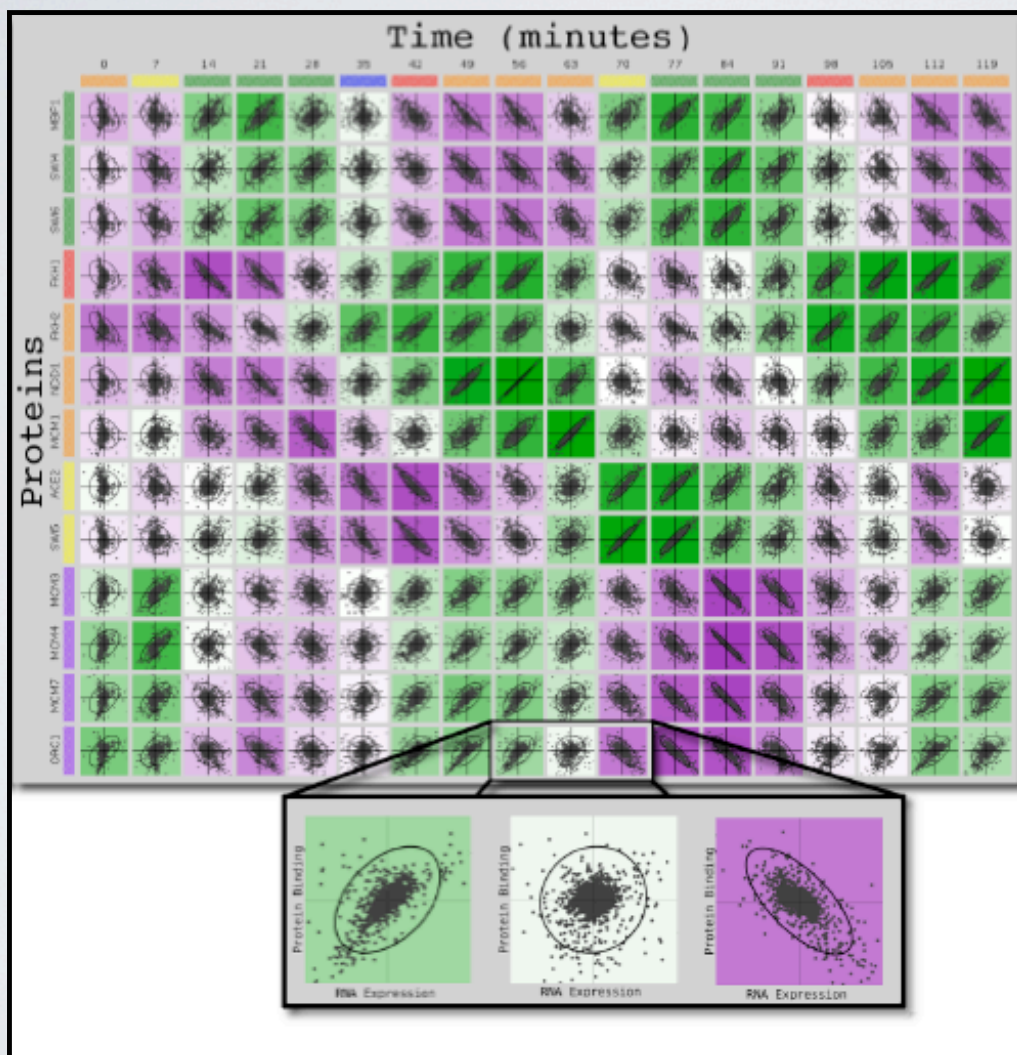 Time (minutes)
0 7 14 21 28 35 42 49 56 63 70 77 84 91 98 105 112 119
Proteins
MBP1
SWI4
SWI6
FKH1
FKH2
NDD1
MCM1
ACE2
SWI5
MCM3
MCM4
MCM7
ORC1
Protein Binding
RNA Expression
Protein Binding
RNA Expression
Protein Binding
RNA Expression